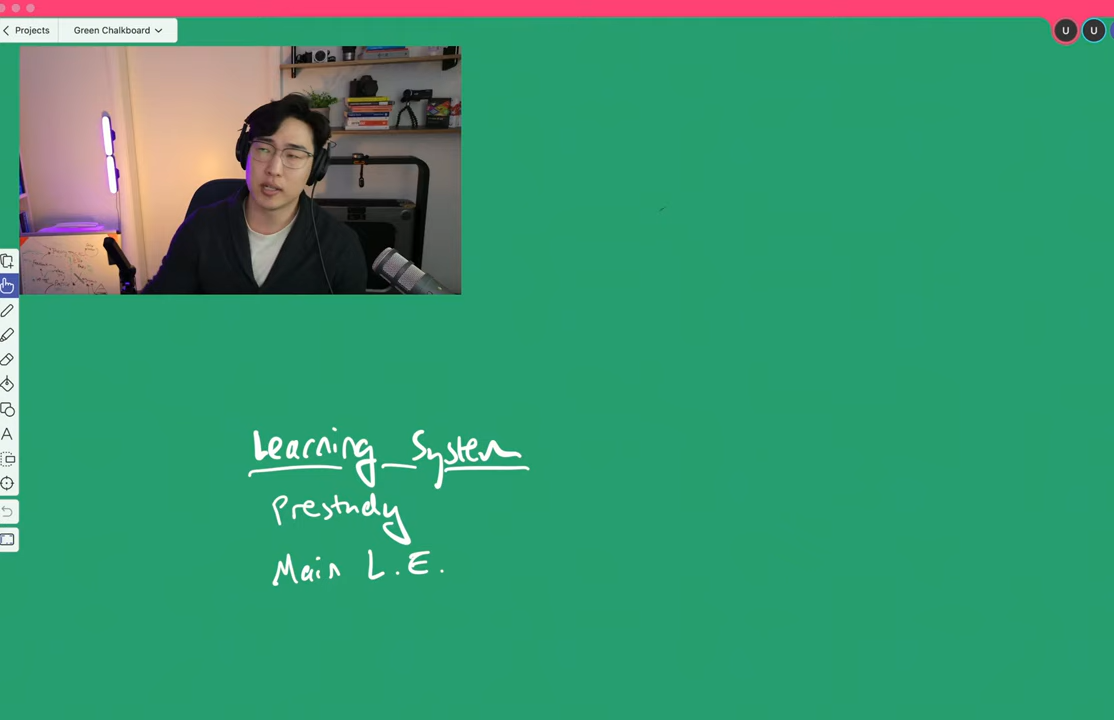 Projects
Green Chalkboard
U U
Learning System
Prestudy
Main L.E.
A